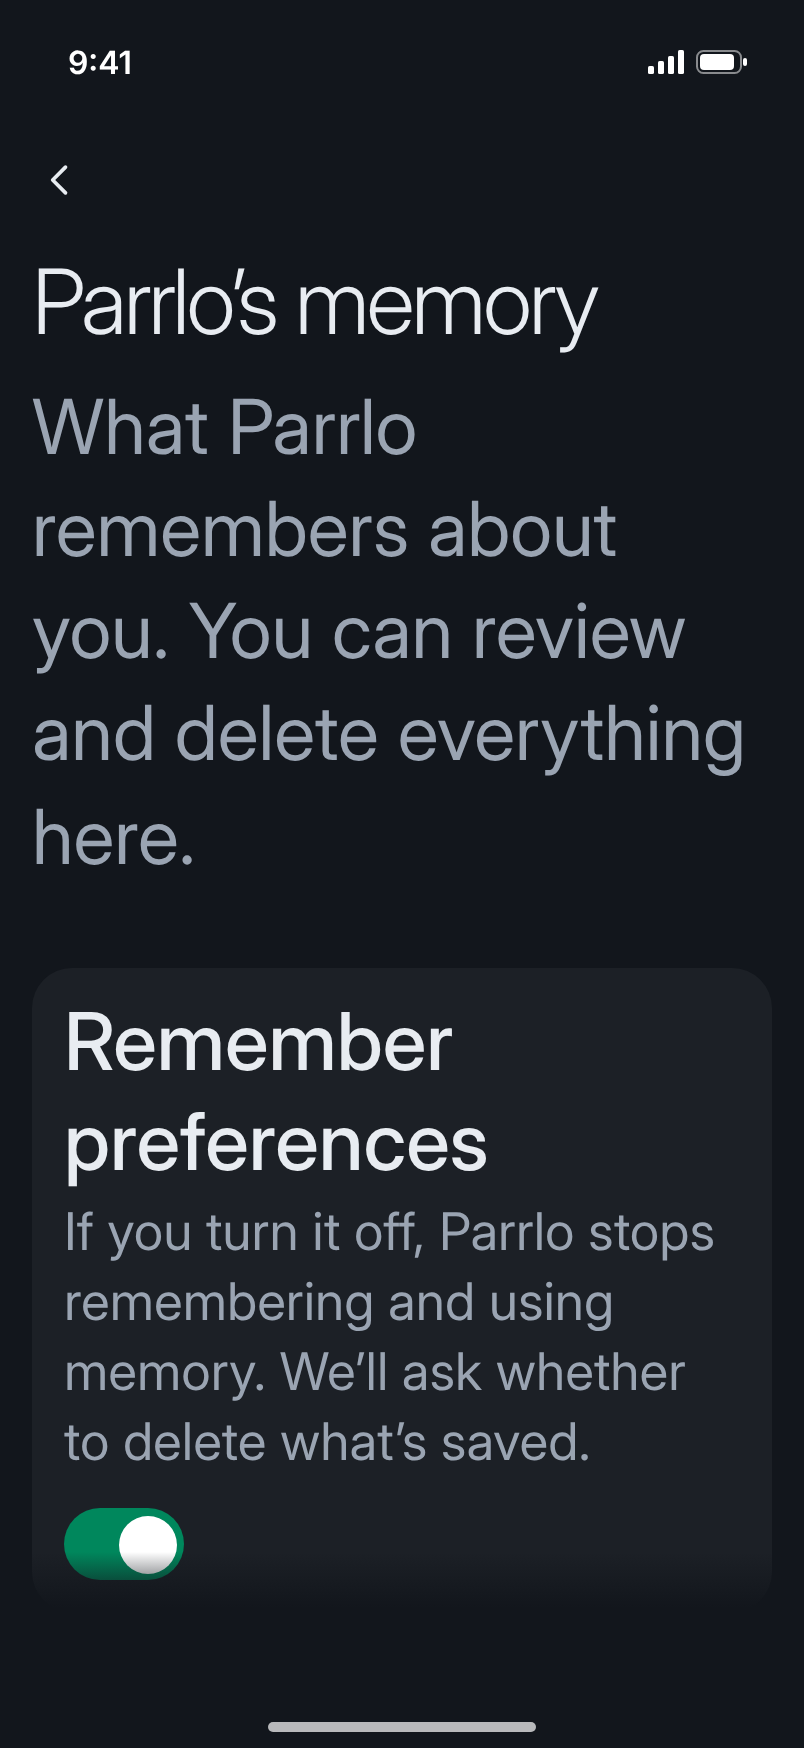 9:41
Parrlo’s memory
What Parrlo
remembers about
you. You can review
and delete everything
here.
Remember
preferences
If you turn it off, Parrlo stops
remembering and using
memory. We’ll ask whether
to delete what’s saved.